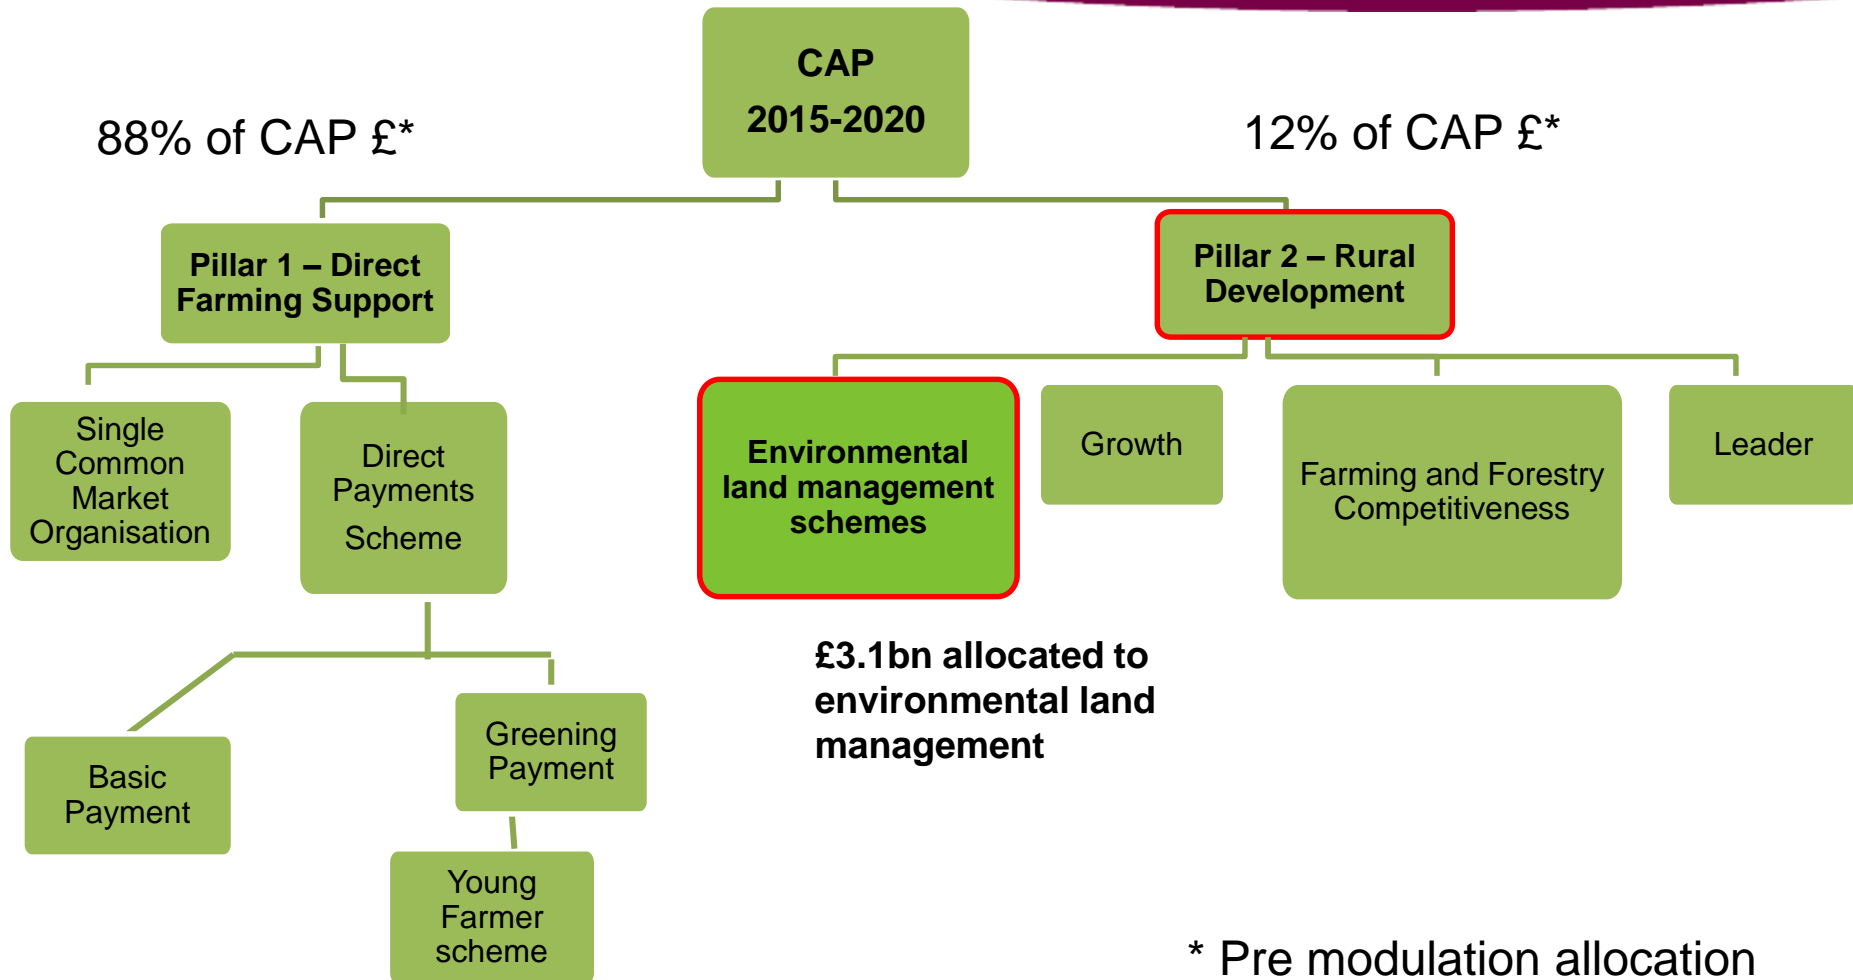 CAP
2015-2020
88% of CAP £*
12% of CAP £*
Pillar 1 – Direct
Farming Support
Pillar 2 – Rural
Development
Single
Common
Market
Organisation
Direct
Payments
Scheme
Environmental
land management
schemes
Growth
Farming and Forestry
Competitiveness
Leader
£3.1bn allocated to
environmental land
management
Basic
Payment
Greening
Payment
Young
Farmer
scheme
* Pre modulation allocation